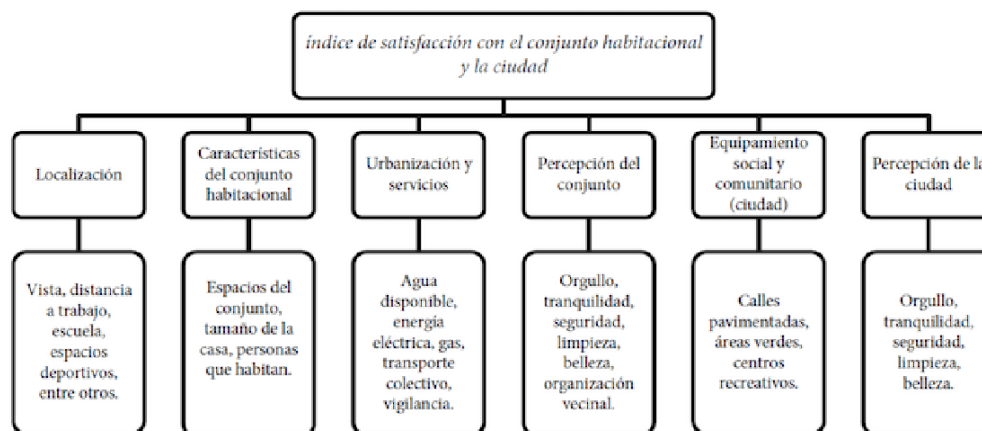 índice de satisfacción con el conjunto habitacional
y la ciudad
Localización
Características
del conjunto
habitacional
Urbanización y
servicios
Percepción del
conjunto
Equipamiento
social y
comunitario
(ciudad)
Percepción de la
ciudad
Vista, distancia
a trabajo,
escuela,
espacios
deportivos,
entre otros.
Espacios del
conjunto,
tamaño de la
casa, personas
que habitan.
Agua
disponible,
energía
eléctrica, gas,
transporte
colectivo,
vigilancia.
Orgullo,
tranquilidad,
seguridad,
limpieza,
belleza,
organización
vecinal.
Calles
pavimentadas,
áreas verdes,
centros
recreativos.
Orgullo,
tranquilidad,
seguridad,
limpieza,
belleza.